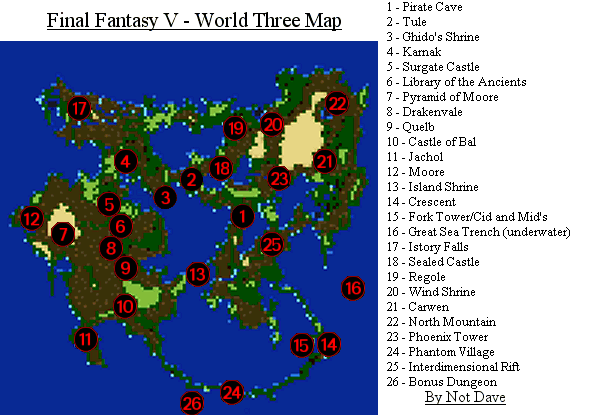 Final Fantasy V - World Three Map
1 - Pirate Cave
2 - Tule
3 - Ghido's Shrine
4 - Karnak
5 - Surgate Castle
6 - Library of the Ancients
7 - Pyramid of Moore
8 - Drakenvale
9 - Quelb
10 - Castle of Bal
11 - Jachol
12 - Moore
13 - Island Shrine
14 - Crescent
15 - Fork Tower/Cid and Mid's
16 - Great Sea Trench (underwater)
17 - Istory Falls
18 - Sealed Castle
19 - Regole
20 - Wind Shrine
21 - Carwen
22 - North Mountain
23 - Phoenix Tower
24 - Phantom Village
25 - Interdimensional Rift
26 - Bonus Dungeon
By Not Dave
17
22
20
19
4
21
18
23
2
3
5
1
12
6
7
25
8
9
13
16
10
11
15
14
24
26